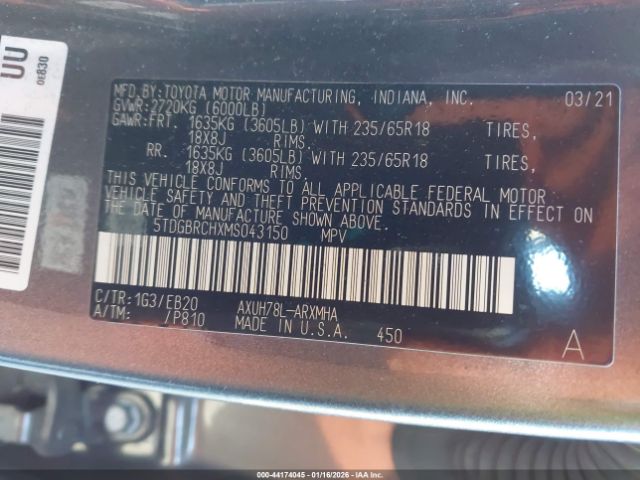 UU
0E830
MFD.BY:TOYOTA MOTOR MANUFACTURING, INDIANA, INC. 03/21
GVWR:2720KG (6000LB)
GAWR:FRT 1635KG (3605LB) WITH 235/65R18 TIRES,
18X8J RIMS,
RR. 1635KG (3605LB) WITH 235/65R18 TIRES,
18X8J RIMS.
THIS VEHICLE CONFORMS TO ALL APPLICABLE FEDERAL MOTOR
VEHICLE SAFETY AND THEFT PREVENTION STANDARDS IN EFFECT ON
THE DATE OF MANUFACTURE SHOWN ABOVE.
5TDGBRCHXMS043150 MPV
C/TR:1G3/EB20 AXUH78L-ARXMHA
A/TM: /P810 MADE IN U.S.A. 450
A
000-44174045 - 01/16/2026 - COPYRIGHT IAA, LLC.